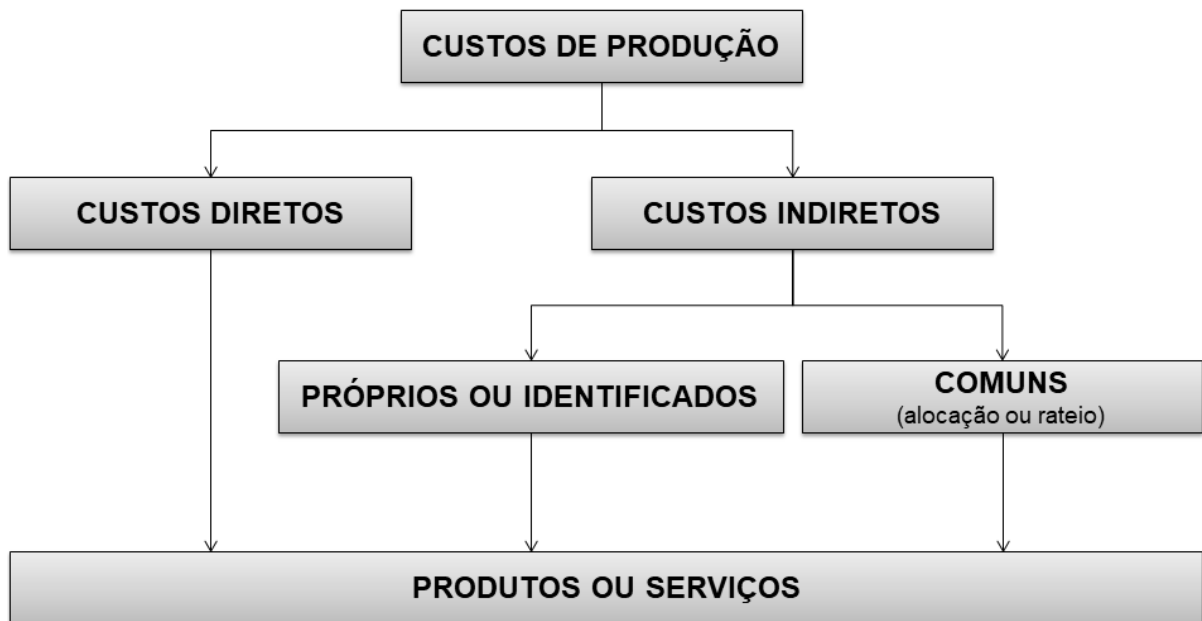 CUSTOS DE PRODUÇÃO
CUSTOS DIRETOS
CUSTOS INDIRETOS
PRÓPRIOS OU IDENTIFICADOS
COMUNS
(alocação ou rateio)
PRODUTOS OU SERVIÇOS